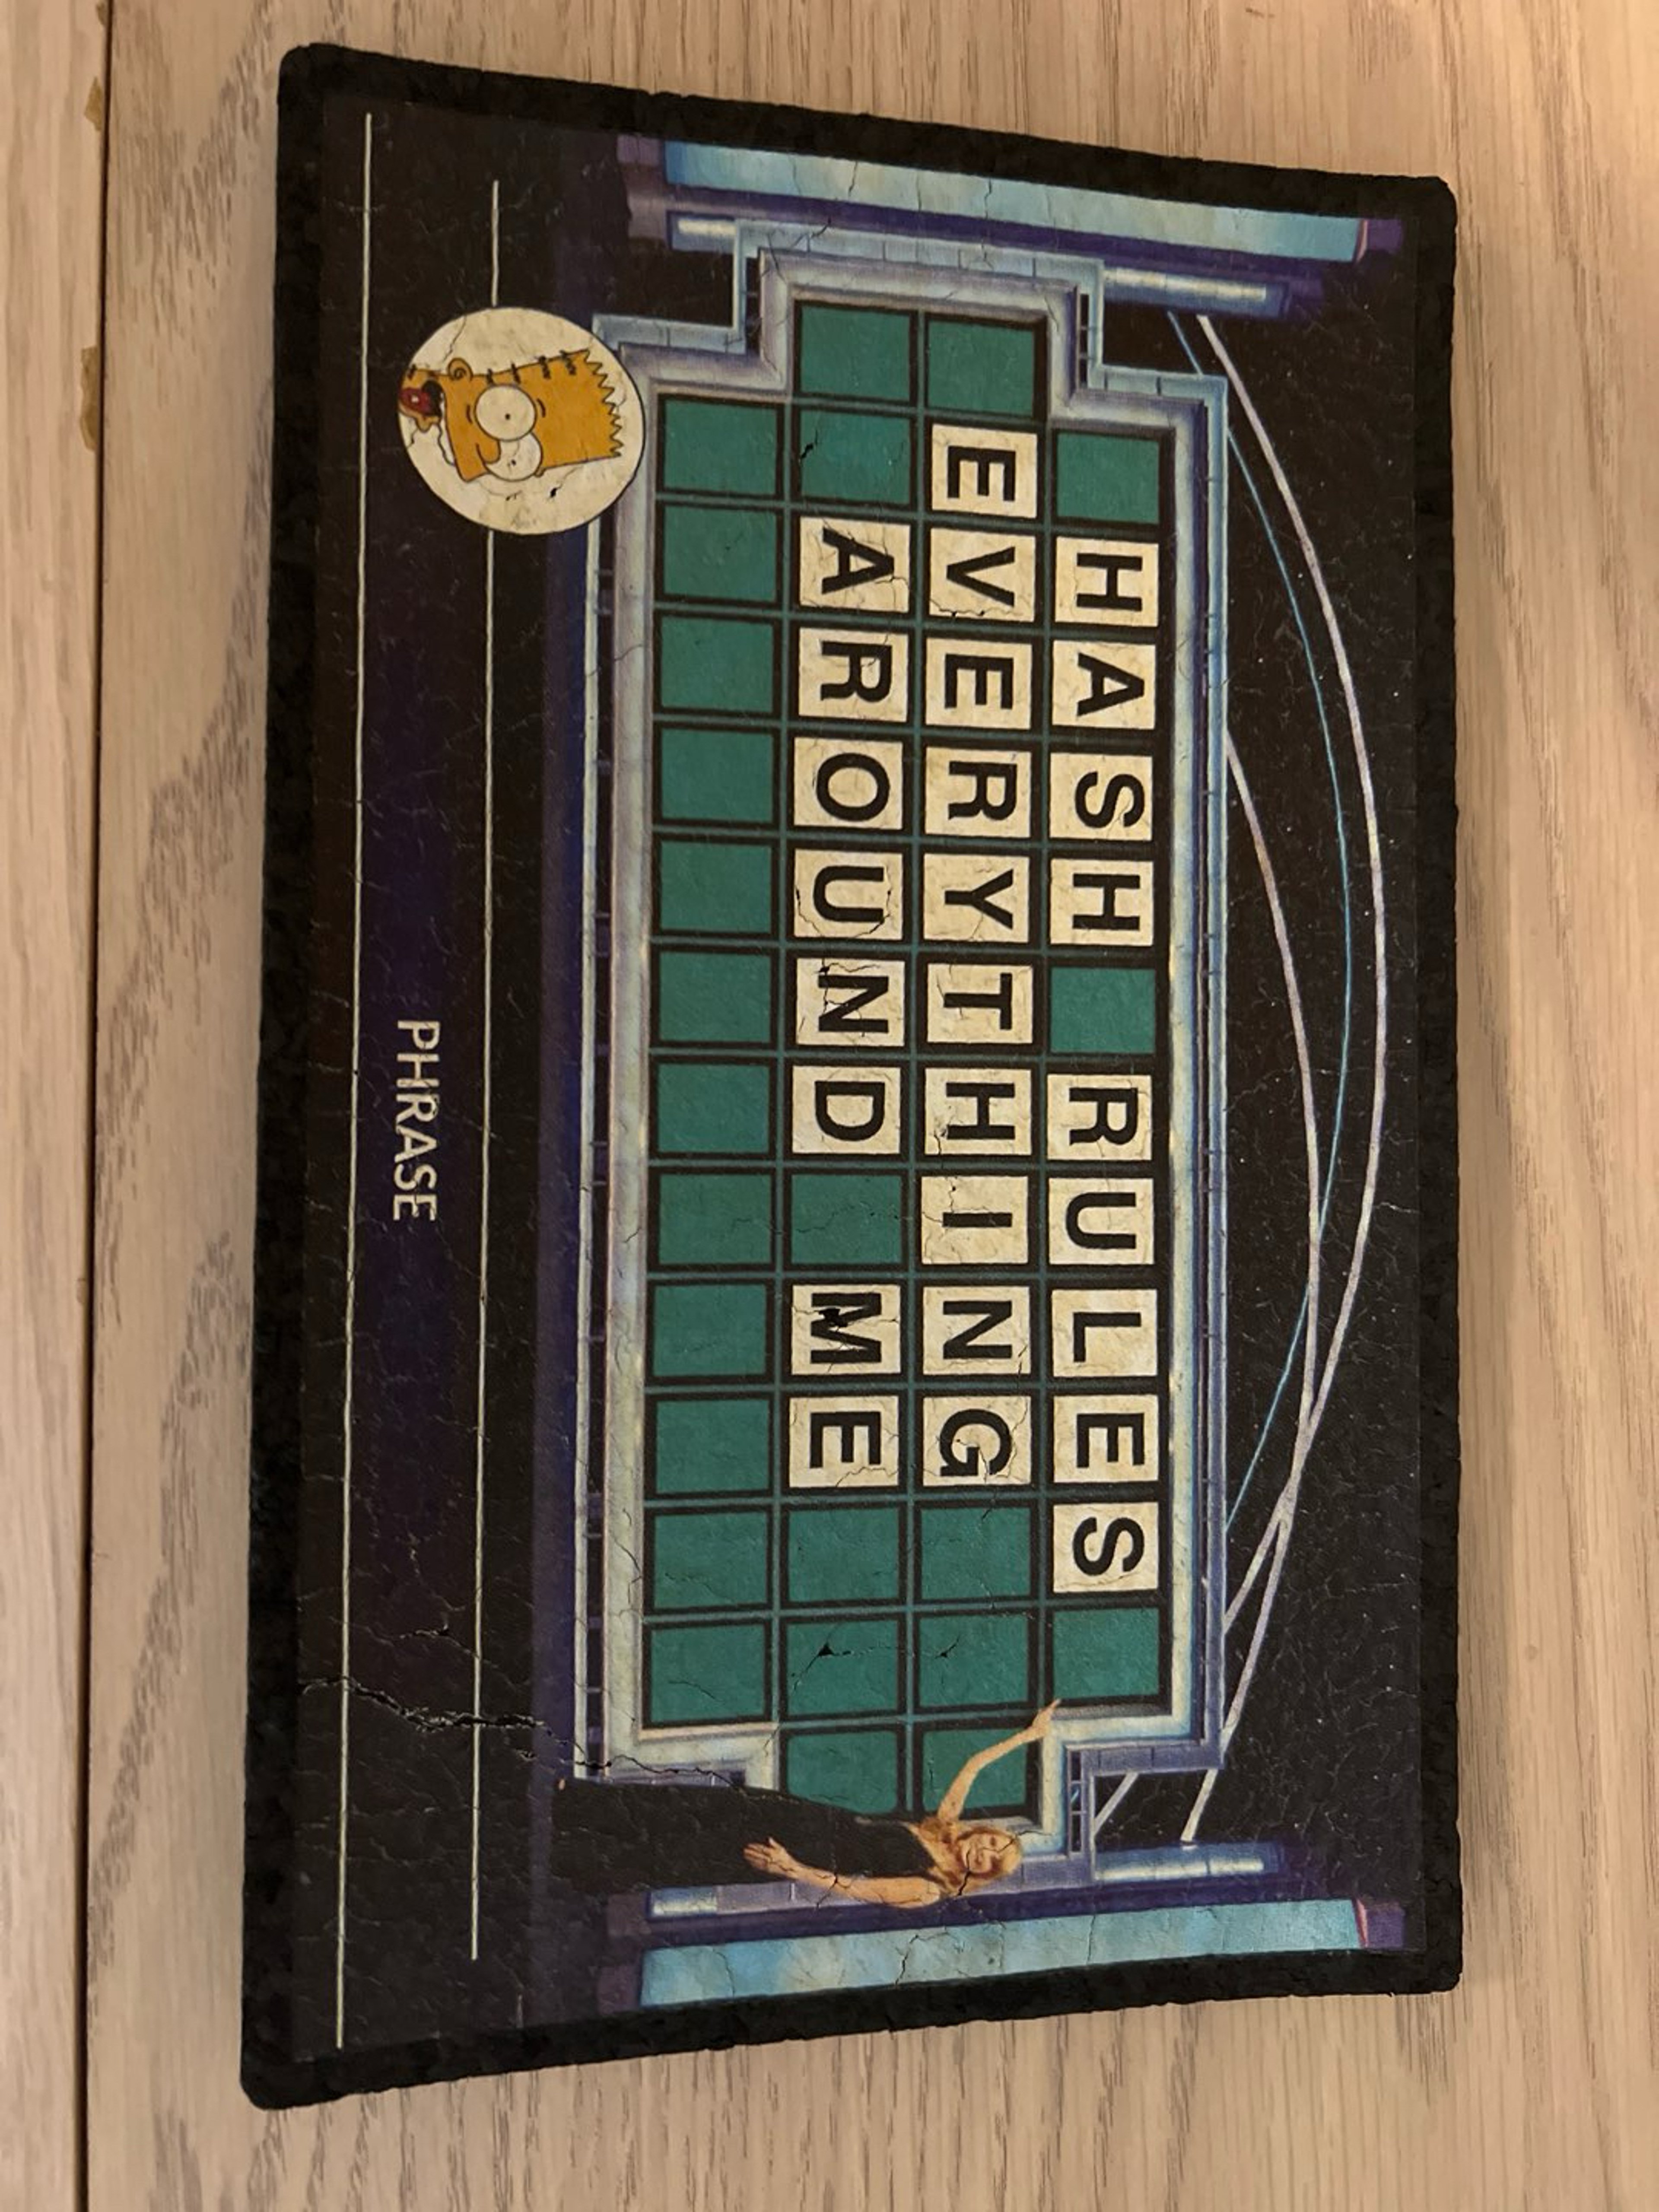 HASH RULES
EVERYTHING
AROUND ME
PHRASE